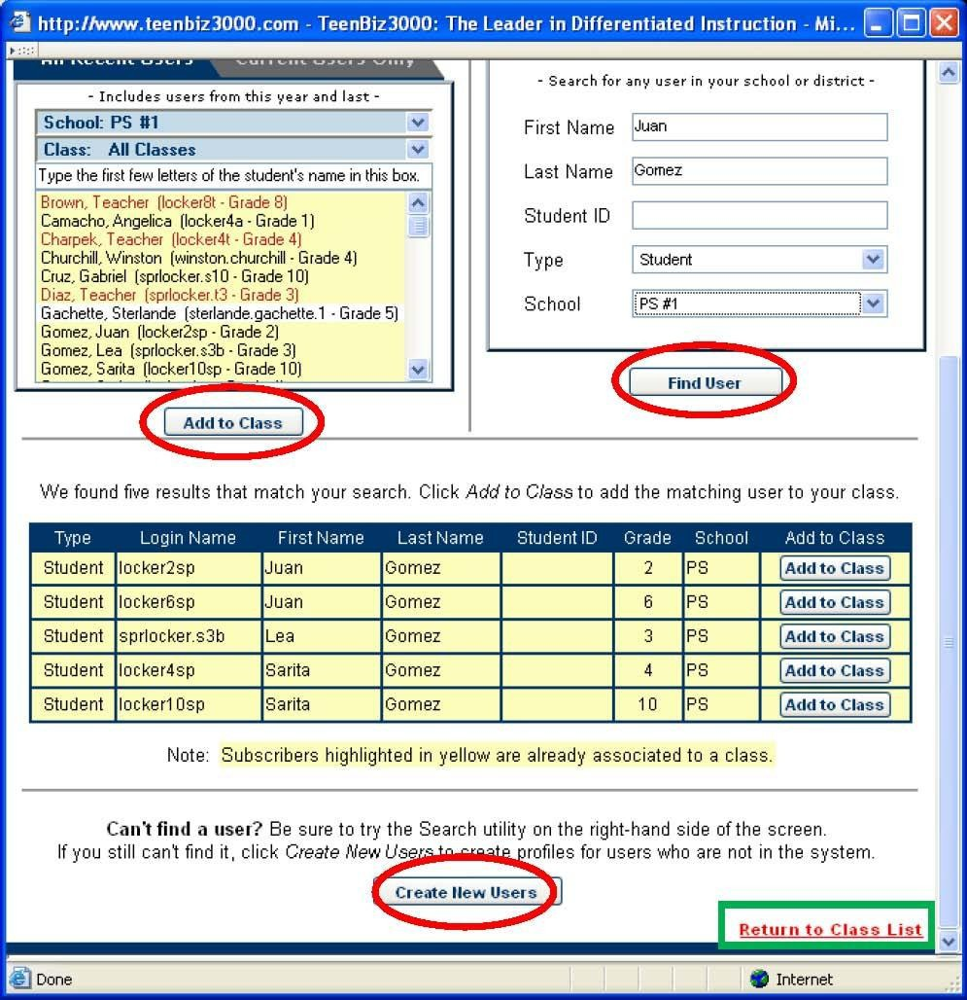 http://www.teenbiz3000.com - TeenBiz3000: The Leader in Differentiated Instruction - Mi...
All Recent Users Current Users Only
- Includes users from this year and last -
School: PS #1
Class: All Classes
Type the first few letters of the student's name in this box.
Brown, Teacher (locker8t - Grade 8)
Camacho, Angelica (locker4a - Grade 1)
Charpek, Teacher (locker4t - Grade 4)
Churchill, Winston (winston.churchill - Grade 4)
Cruz, Gabriel (sprlocker.s10 - Grade 10)
Diaz, Teacher (sprlocker.t3 - Grade 3)
Gachette, Sterlande (sterlande.gachette.1 - Grade 5)
Gomez, Juan (locker2sp - Grade 2)
Gomez, Lea (sprlocker.s3b - Grade 3)
Gomez, Sarita (locker10sp - Grade 10)
Add to Class
- Search for any user in your school or district -
First Name Juan
Last Name Gomez
Student ID
Type Student
School PS #1
Find User
We found five results that match your search. Click Add to Class to add the matching user to your class.
Type Login Name First Name Last Name Student ID Grade School Add to Class
Student locker2sp Juan Gomez 2 PS Add to Class
Student locker6sp Juan Gomez 6 PS Add to Class
Student sprlocker.s3b Lea Gomez 3 PS Add to Class
Student locker4sp Sarita Gomez 4 PS Add to Class
Student locker10sp Sarita Gomez 10 PS Add to Class
Note: Subscribers highlighted in yellow are already associated to a class.
Can't find a user? Be sure to try the Search utility on the right-hand side of the screen.
If you still can't find it, click Create New Users to create profiles for users who are not in the system.
Create New Users
Return to Class List
Done Internet